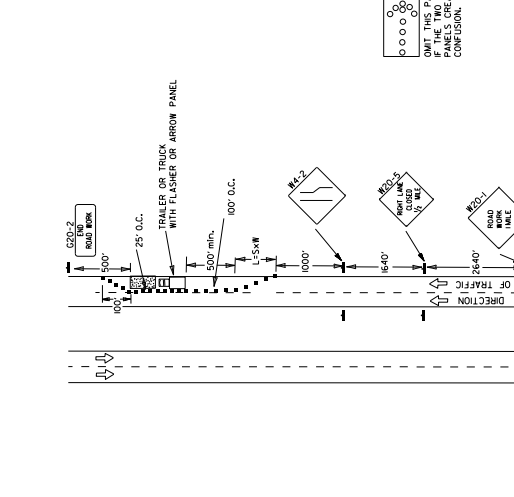 OMIT THIS P
IF THE TWO
PANELS CREA
CONFUSION.
TRAILER OR TRUCK
WITH FLASHER OR ARROW PANEL
G20-2
END
ROAD WORK
25' O.C.
100' O.C.
W4-2
W20-5
RIGHT LANE
CLOSED
1/2 MILE
W20-1
ROAD
WORK
1 MILE
500'
500' min.
L=SxW
1000'
1640'
2640'
100'
DIRECTION
OF TRAFFIC